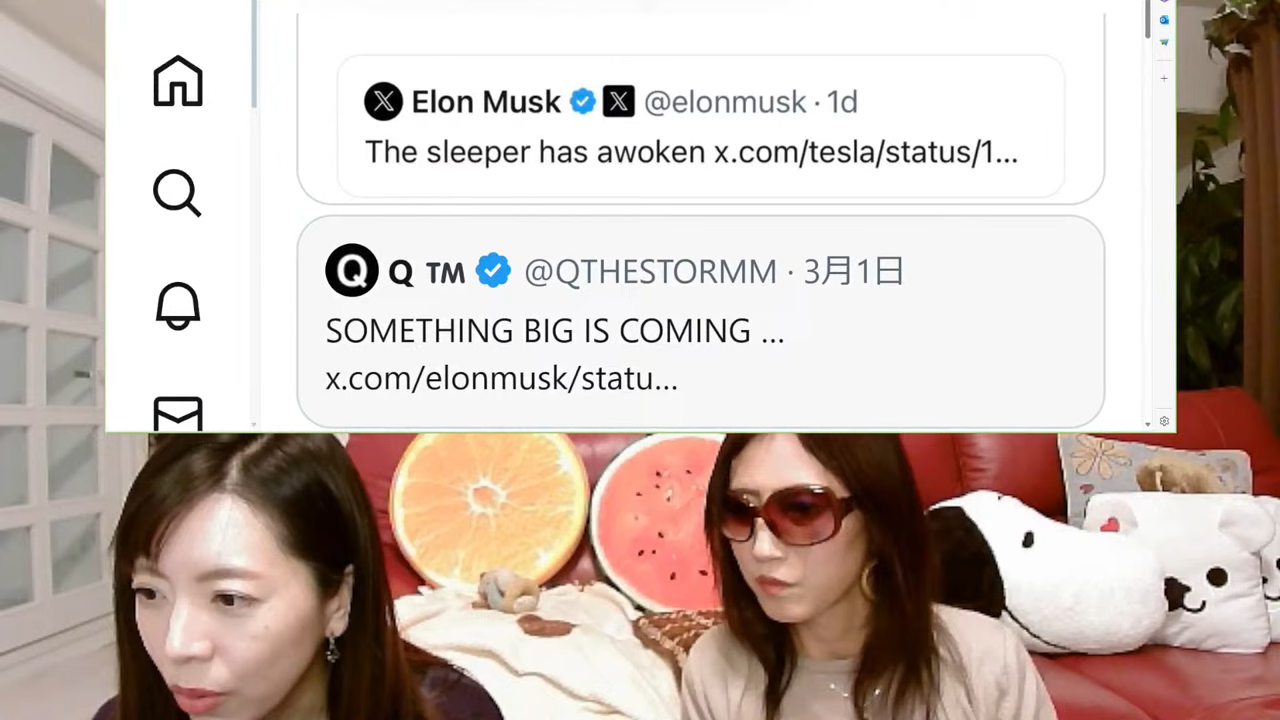 Elon Musk @elonmusk · 1d
The sleeper has awoken x.com/tesla/status/1...
Q ™ @QTHESTORMM · 3月1日
SOMETHING BIG IS COMING ...
x.com/elonmusk/statu...